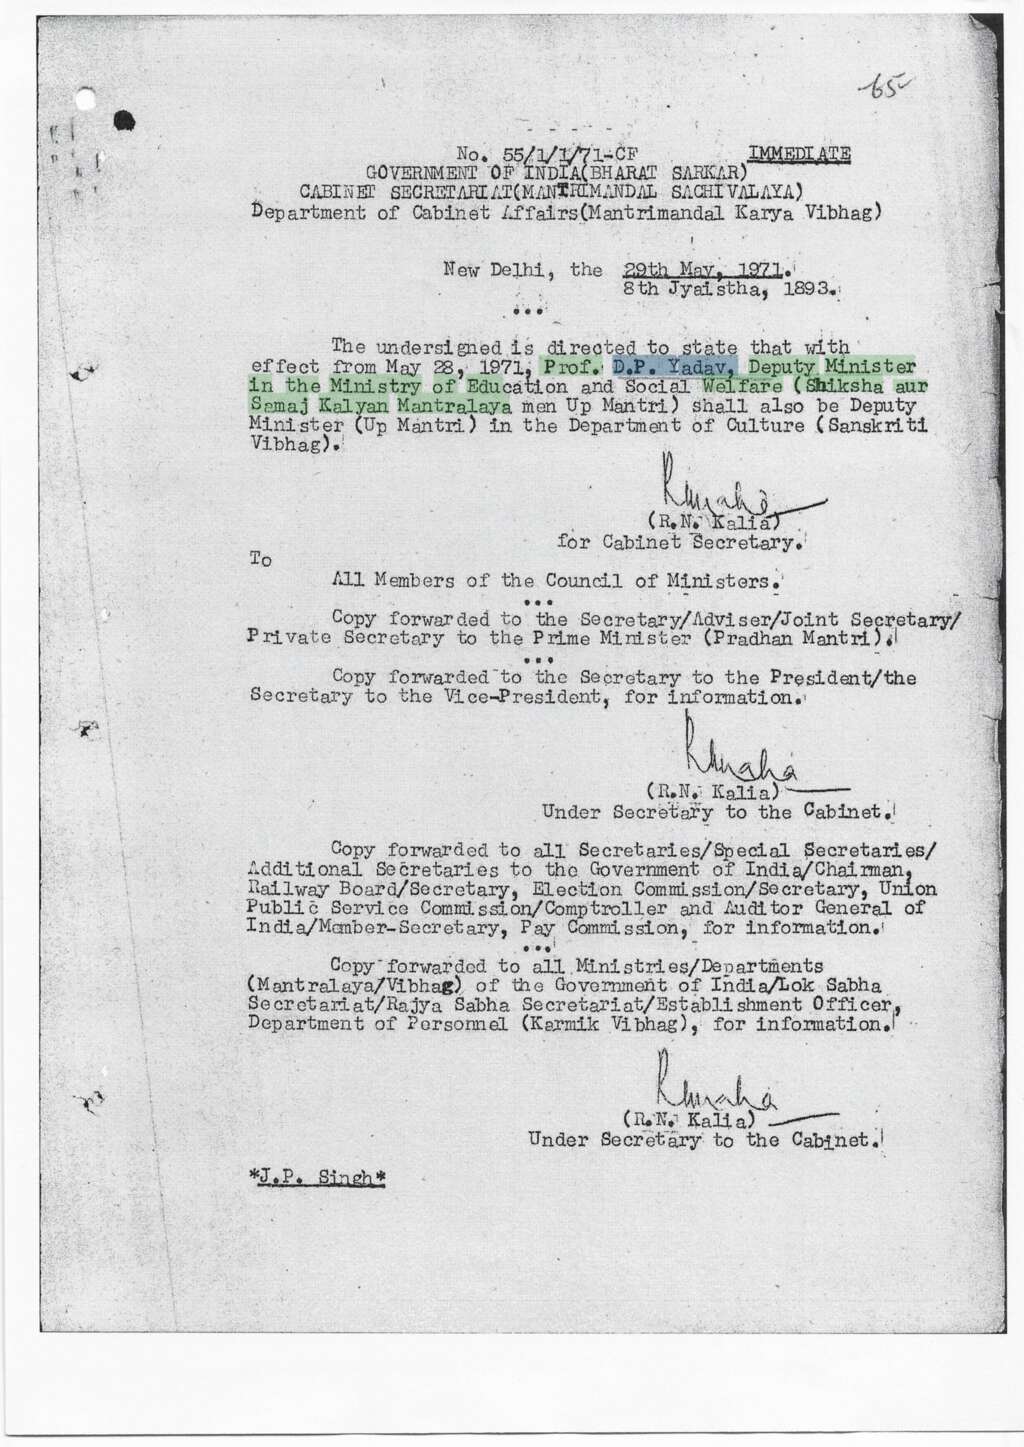 65
No. 55/1/1/71-CF IMMEDIATE
GOVERNMENT OF INDIA(BHARAT SARKAR)
CABINET SECRETARIAT(MANTRIMANDAL SACHIVALAYA)
Department of Cabinet Affairs(Mantrimandal Karya Vibhag)
New Delhi, the 29th May, 1971.
8th Jyaistha, 1893.
...
The undersigned is directed to state that with
effect from May 28, 1971, Prof. D.P. Yadav, Deputy Minister
in the Ministry of Education and Social Welfare (Shiksha aur
Samaj Kalyan Mantralaya men Up Mantri) shall also be Deputy
Minister (Up Mantri) in the Department of Culture (Sanskriti
Vibhag).
(R.N. Kalia)
for Cabinet Secretary.
To
All Members of the Council of Ministers.
...
Copy forwarded to the Secretary/Adviser/Joint Secretary/
Private Secretary to the Prime Minister (Pradhan Mantri).
...
Copy forwarded to the Secretary to the President/the
Secretary to the Vice-President, for information.
(R.N. Kalia)
Under Secretary to the Cabinet.
Copy forwarded to all Secretaries/Special Secretaries/
Additional Secretaries to the Government of India/Chairman,
Railway Board/Secretary, Election Commission/Secretary, Union
Public Service Commission/Comptroller and Auditor General of
India/Member-Secretary, Pay Commission, for information.
...
Copy forwarded to all Ministries/Departments
(Mantralaya/Vibhag) of the Government of India/Lok Sabha
Secretariat/Rajya Sabha Secretariat/Establishment Officer,
Department of Personnel (Karmik Vibhag), for information.
(R.N. Kalia)
Under Secretary to the Cabinet.
*J.P. Singh*